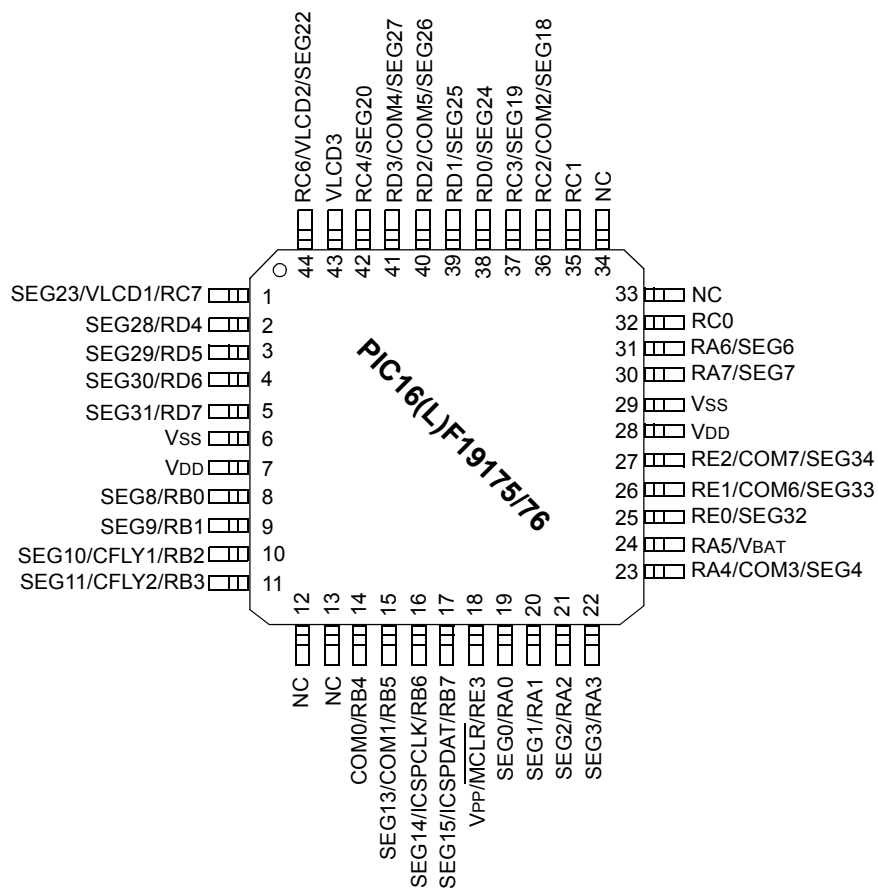 RC6/VLCD2/SEG22
VLCD3
RC4/SEG20
RD3/COM4/SEG27
RD2/COM5/SEG26
RD1/SEG25
RD0/SEG24
RC3/SEG19
RC2/COM2/SEG18
RC1
NC
44
43
42
41
40
39
38
37
36
35
34
SEG23/VLCD1/RC7 1
SEG28/RD4 2
SEG29/RD5 3
SEG30/RD6 4
SEG31/RD7 5
VSS 6
VDD 7
SEG8/RB0 8
SEG9/RB1 9
SEG10/CFLY1/RB2 10
SEG11/CFLY2/RB3 11
PIC16(L)F19175/76
33 NC
32 RC0
31 RA6/SEG6
30 RA7/SEG7
29 VSS
28 VDD
27 RE2/COM7/SEG34
26 RE1/COM6/SEG33
25 RE0/SEG32
24 RA5/VBAT
23 RA4/COM3/SEG4
12
13
14
15
16
17
18
19
20
21
22
NC
NC
COM0/RB4
SEG13/COM1/RB5
SEG14/ICSPCLK/RB6
SEG15/ICSPDAT/RB7
VPP/MCLR/RE3
SEG0/RA0
SEG1/RA1
SEG2/RA2
SEG3/RA3